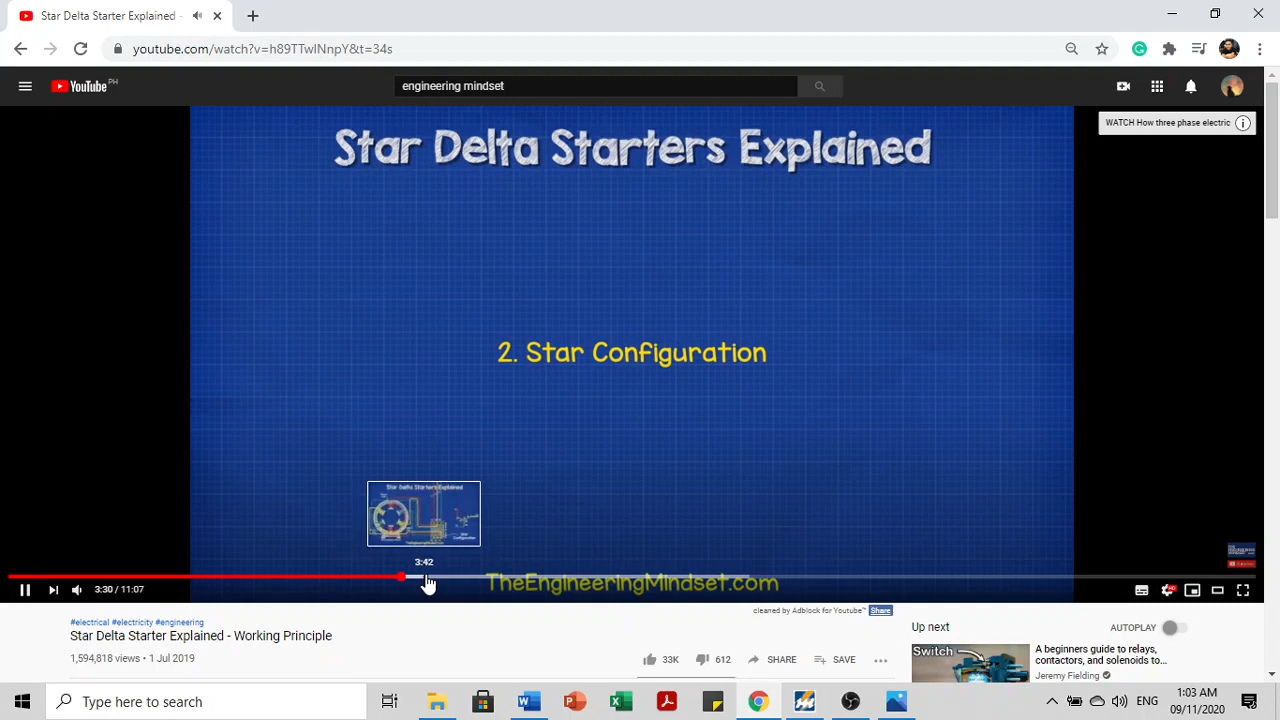 Star Delta Starter Explained -
youtube.com/watch?v=h89TTwINnpY&t=34s
YouTube PH
engineering mindset
WATCH How three phase electric
Star Delta Starters Explained
2. Star Configuration
Star Delta Starters Explained
3:42
TheEngineeringMindset.com
3:30 / 11:07
cleaned by Adblock for Youtube™ Share
#electrical #electricity #engineering
Star Delta Starter Explained - Working Principle
1,594,818 views • 1 Jul 2019
33K
612
SHARE
SAVE
Up next
AUTOPLAY
Switch
A beginners guide to relays,
contactors, and solenoids to...
Jeremy Fielding
Type here to search
ENG
1:03 AM
09/11/2020